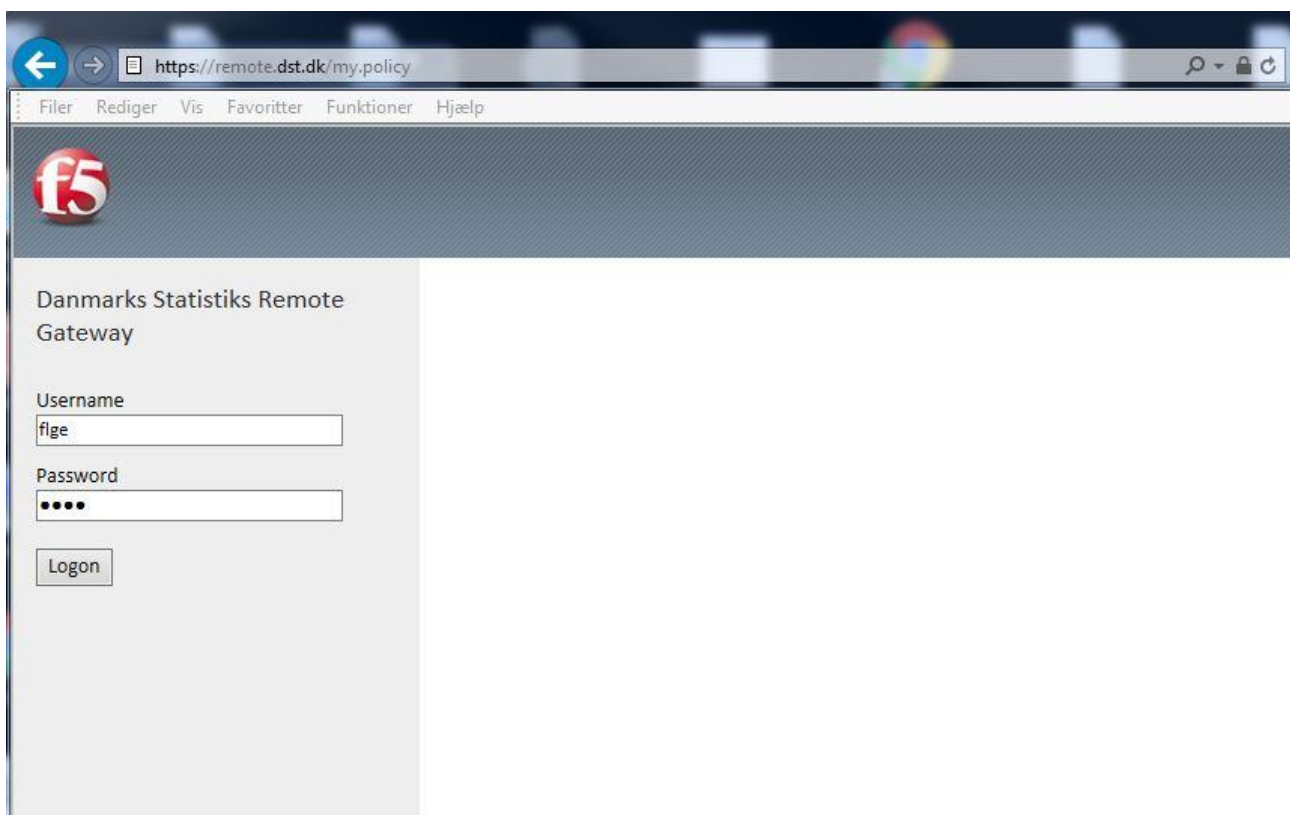 https://remote.dst.dk/my.policy
Filer Rediger Vis Favoritter Funktioner Hjælp
f5
Danmarks Statistiks Remote
Gateway
Username
flge
Password
••••
Logon